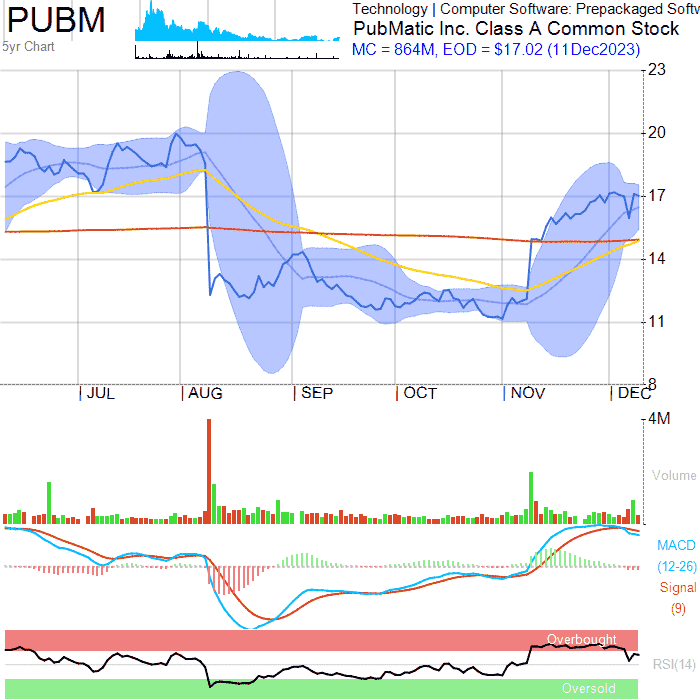 PUBM
5yr Chart
Technology | Computer Software: Prepackaged Softw
PubMatic Inc. Class A Common Stock
MC = 864M, EOD = $17.02 (11Dec2023)
23
20
17
14
11
8
| JUL
| AUG
| SEP
| OCT
| NOV
| DEC
4M
Volume
MACD
(12-26)
Signal
(9)
Overbought
RSI(14)
Oversold